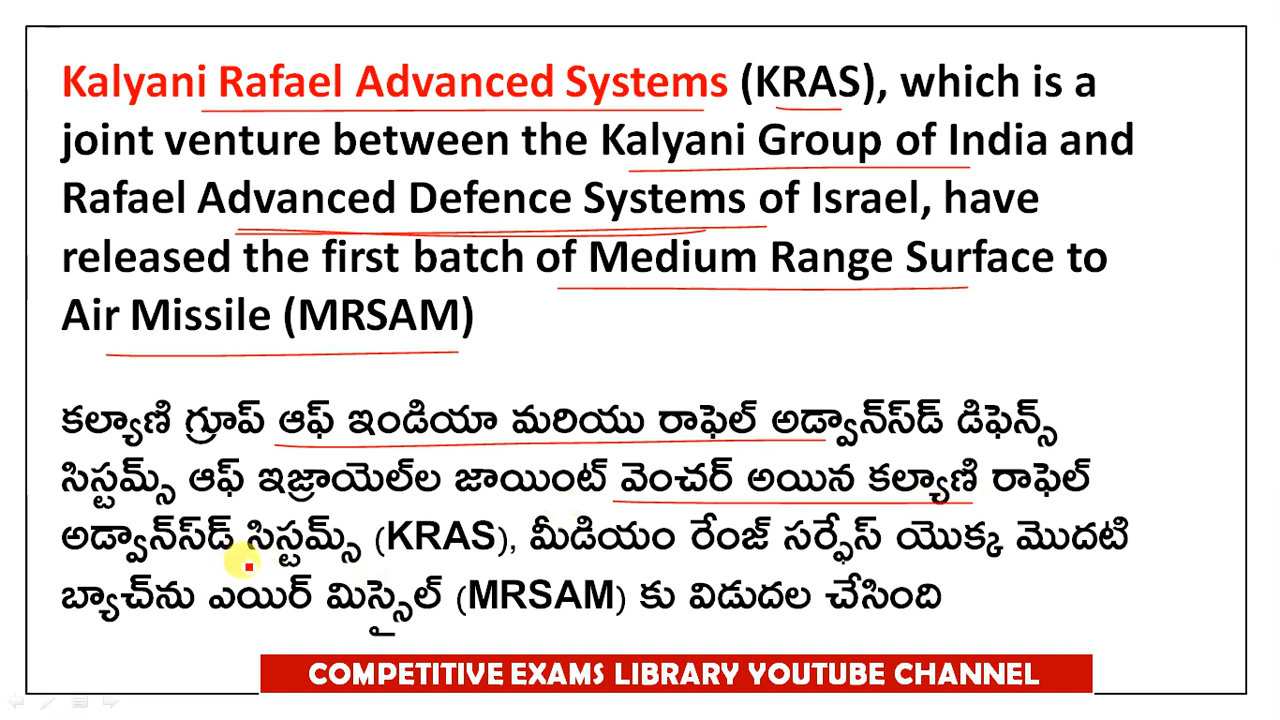 Kalyani Rafael Advanced Systems (KRAS), which is a
joint venture between the Kalyani Group of India and
Rafael Advanced Defence Systems of Israel, have
released the first batch of Medium Range Surface to
Air Missile (MRSAM)
కల్యాణి గ్రూప్ ఆఫ్ ఇండియా మరియు రాఫెల్ అడ్వాన్స్‌డ్ డిఫెన్స్
సిస్టమ్స్ ఆఫ్ ఇజ్రాయెల్‌ల జాయింట్ వెంచర్ అయిన కల్యాణి రాఫెల్
అడ్వాన్స్‌డ్ సిస్టమ్స్ (KRAS), మీడియం రేంజ్ సర్ఫేస్ యొక్క మొదటి
బ్యాచ్‌ను ఎయిర్ మిస్సైల్ (MRSAM) కు విడుదల చేసింది
COMPETITIVE EXAMS LIBRARY YOUTUBE CHANNEL